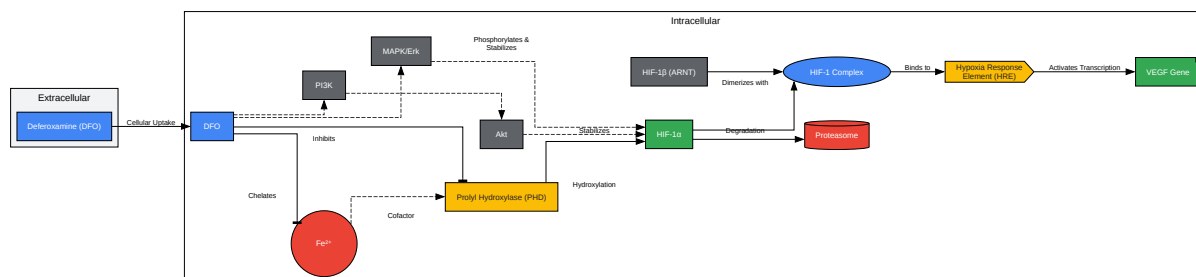 Intracellular
Extracellular
Deferoxamine (DFO)
Cellular Uptake
DFO
PI3K
MAPK/Erk
Phosphorylates &
Stabilizes
Akt
Inhibits
Chelates
Fe²⁺
Cofactor
Prolyl Hydroxylase (PHD)
Hydroxylation
Stabilizes
HIF-1α
Degradation
Proteasome
HIF-1β (ARNT)
Dimerizes with
HIF-1 Complex
Binds to
Hypoxia Response
Element (HRE)
Activates Transcription
VEGF Gene